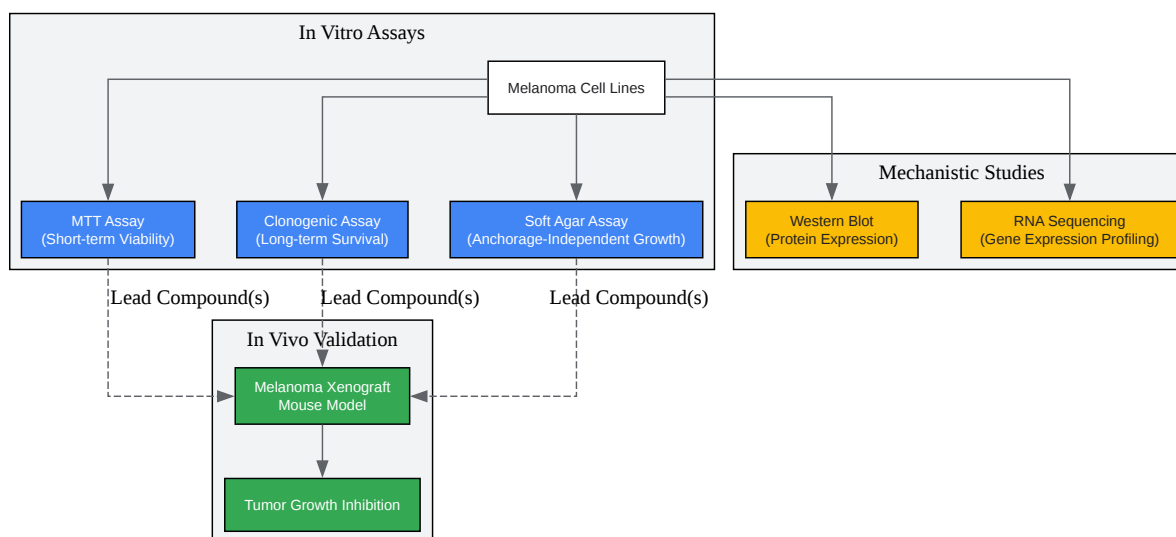 In Vitro Assays
Melanoma Cell Lines
Mechanistic Studies
MTT Assay
(Short-term Viability)
Clonogenic Assay
(Long-term Survival)
Soft Agar Assay
(Anchorage-Independent Growth)
Western Blot
(Protein Expression)
RNA Sequencing
(Gene Expression Profiling)
Lead Compound(s)
Lead Compound(s)
Lead Compound(s)
In Vivo Validation
Melanoma Xenograft
Mouse Model
Tumor Growth Inhibition